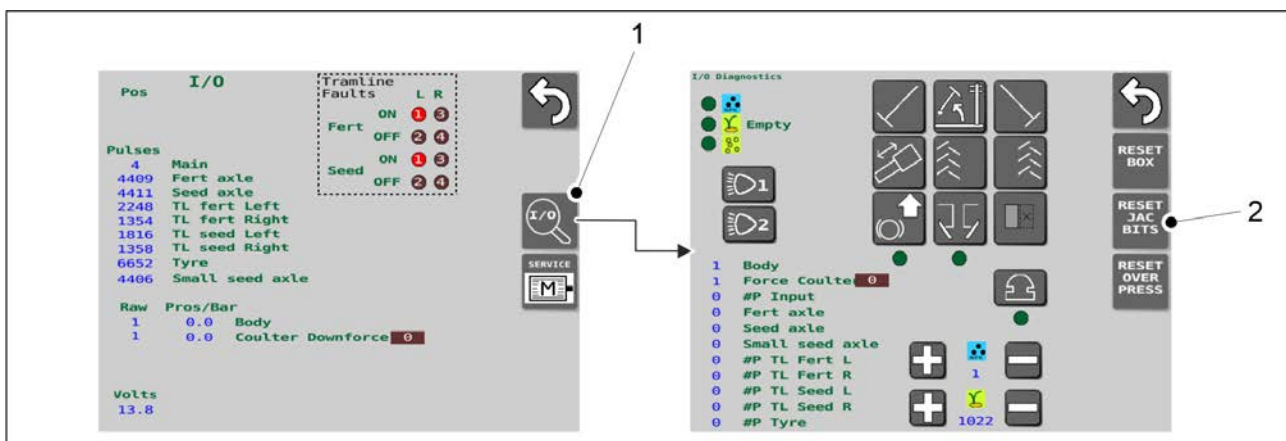 1
I/O
Pos
Tramline
Faults L R
ON 1 3
Fert
OFF 2 4
ON 1 3
Seed
OFF 2 4
Pulses
4 Main
4409 Fert axle
4411 Seed axle
2248 TL fert Left
1354 TL fert Right
1816 TL seed Left
1358 TL seed Right
6652 Tyre
4406 Small seed axle
Raw Pros/Bar
1 0.0 Body
1 0.0 Coulter Downforce 0
Volts
13.8
I/O
SERVICE
M
I/O Diagnostics
Empty
1
2
1 Body
1 Force Coulte 0
0 #P Input
0 Fert axle
0 Seed axle
0 Small seed axle
0 #P TL Fert L
0 #P TL Fert R
0 #P TL Seed L
0 #P TL Seed R
0 #P Tyre
1
1022
RESET
BOX
RESET
JAC
BITS
RESET
OVER
PRESS
2